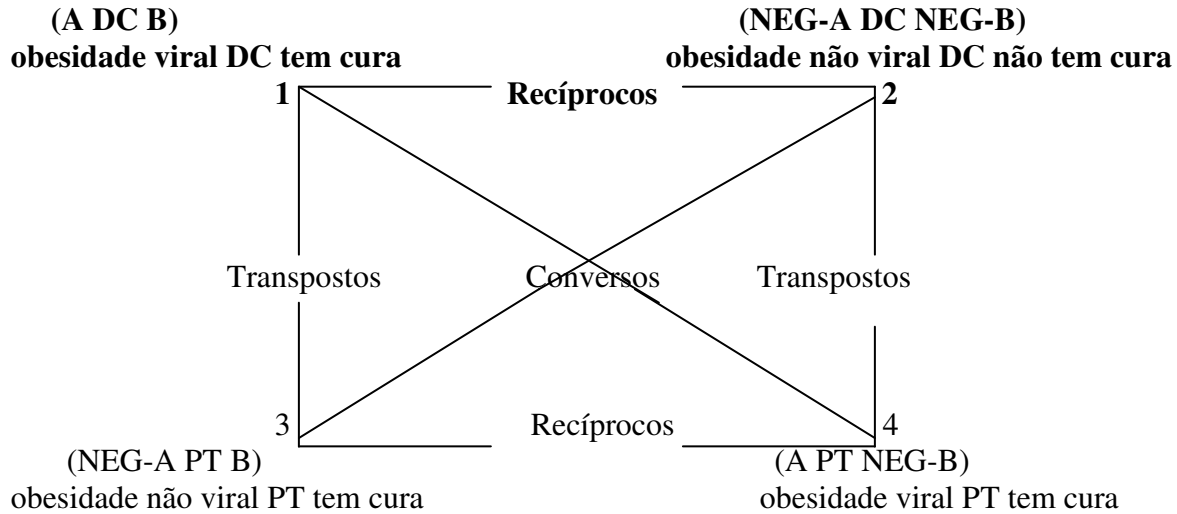 (A DC B) (NEG-A DC NEG-B)
obesidade viral DC tem cura obesidade não viral DC não tem cura
1 Recíprocos 2
Transpostos Conversos Transpostos
3 Recíprocos 4
(NEG-A PT B) (A PT NEG-B)
obesidade não viral PT tem cura obesidade viral PT tem cura